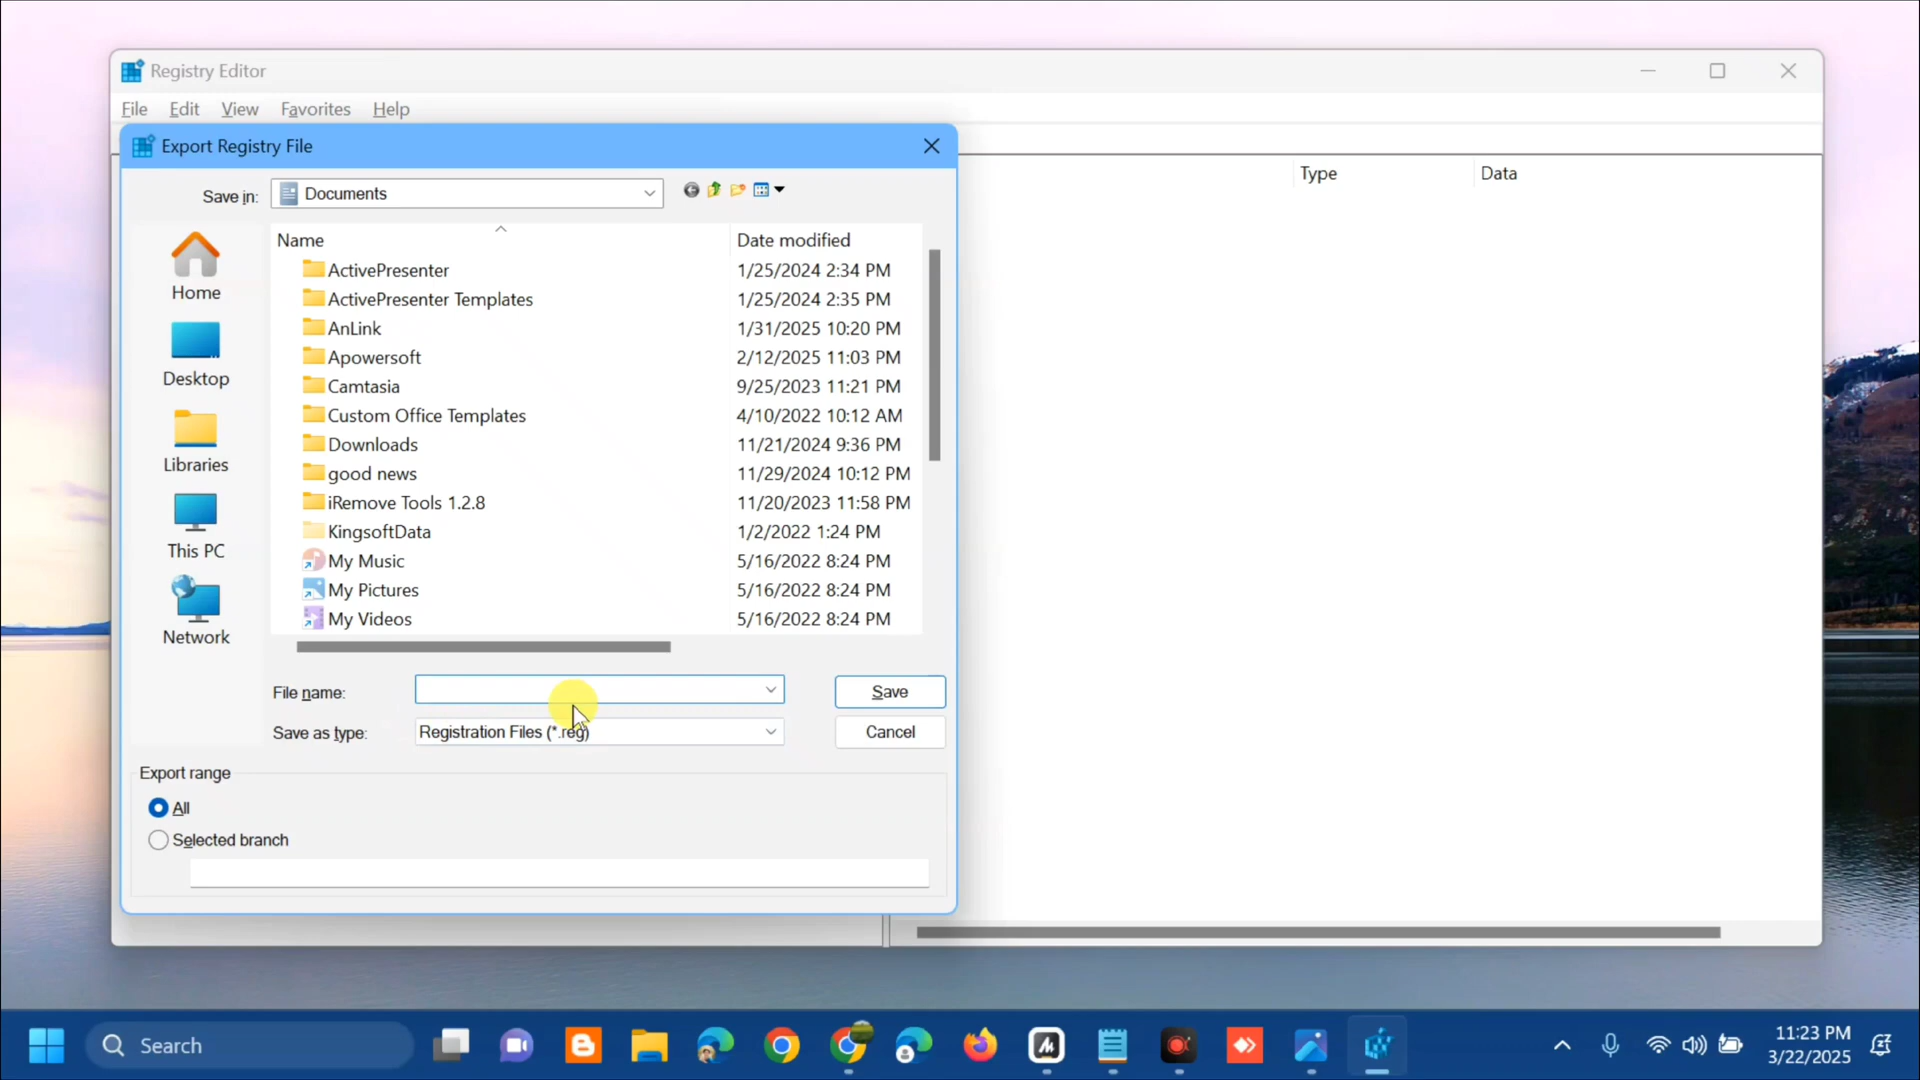 Registry Editor
File Edit View Favorites Help
Export Registry File
Save in: Documents
Type Data
Name Date modified
ActivePresenter 1/25/2024 2:34 PM
ActivePresenter Templates 1/25/2024 2:35 PM
AnLink 1/31/2025 10:20 PM
Apowersoft 2/12/2025 11:03 PM
Camtasia 9/25/2023 11:21 PM
Custom Office Templates 4/10/2022 10:12 AM
Downloads 11/21/2024 9:36 PM
good news 11/29/2024 10:12 PM
iRemove Tools 1.2.8 11/20/2023 11:58 PM
KingsoftData 1/2/2022 1:24 PM
My Music 5/16/2022 8:24 PM
My Pictures 5/16/2022 8:24 PM
My Videos 5/16/2022 8:24 PM
Home
Desktop
Libraries
This PC
Network
File name: Save
Save as type: Registration Files (*.reg) Cancel
Export range
All
Selected branch
Search
11:23 PM
3/22/2025